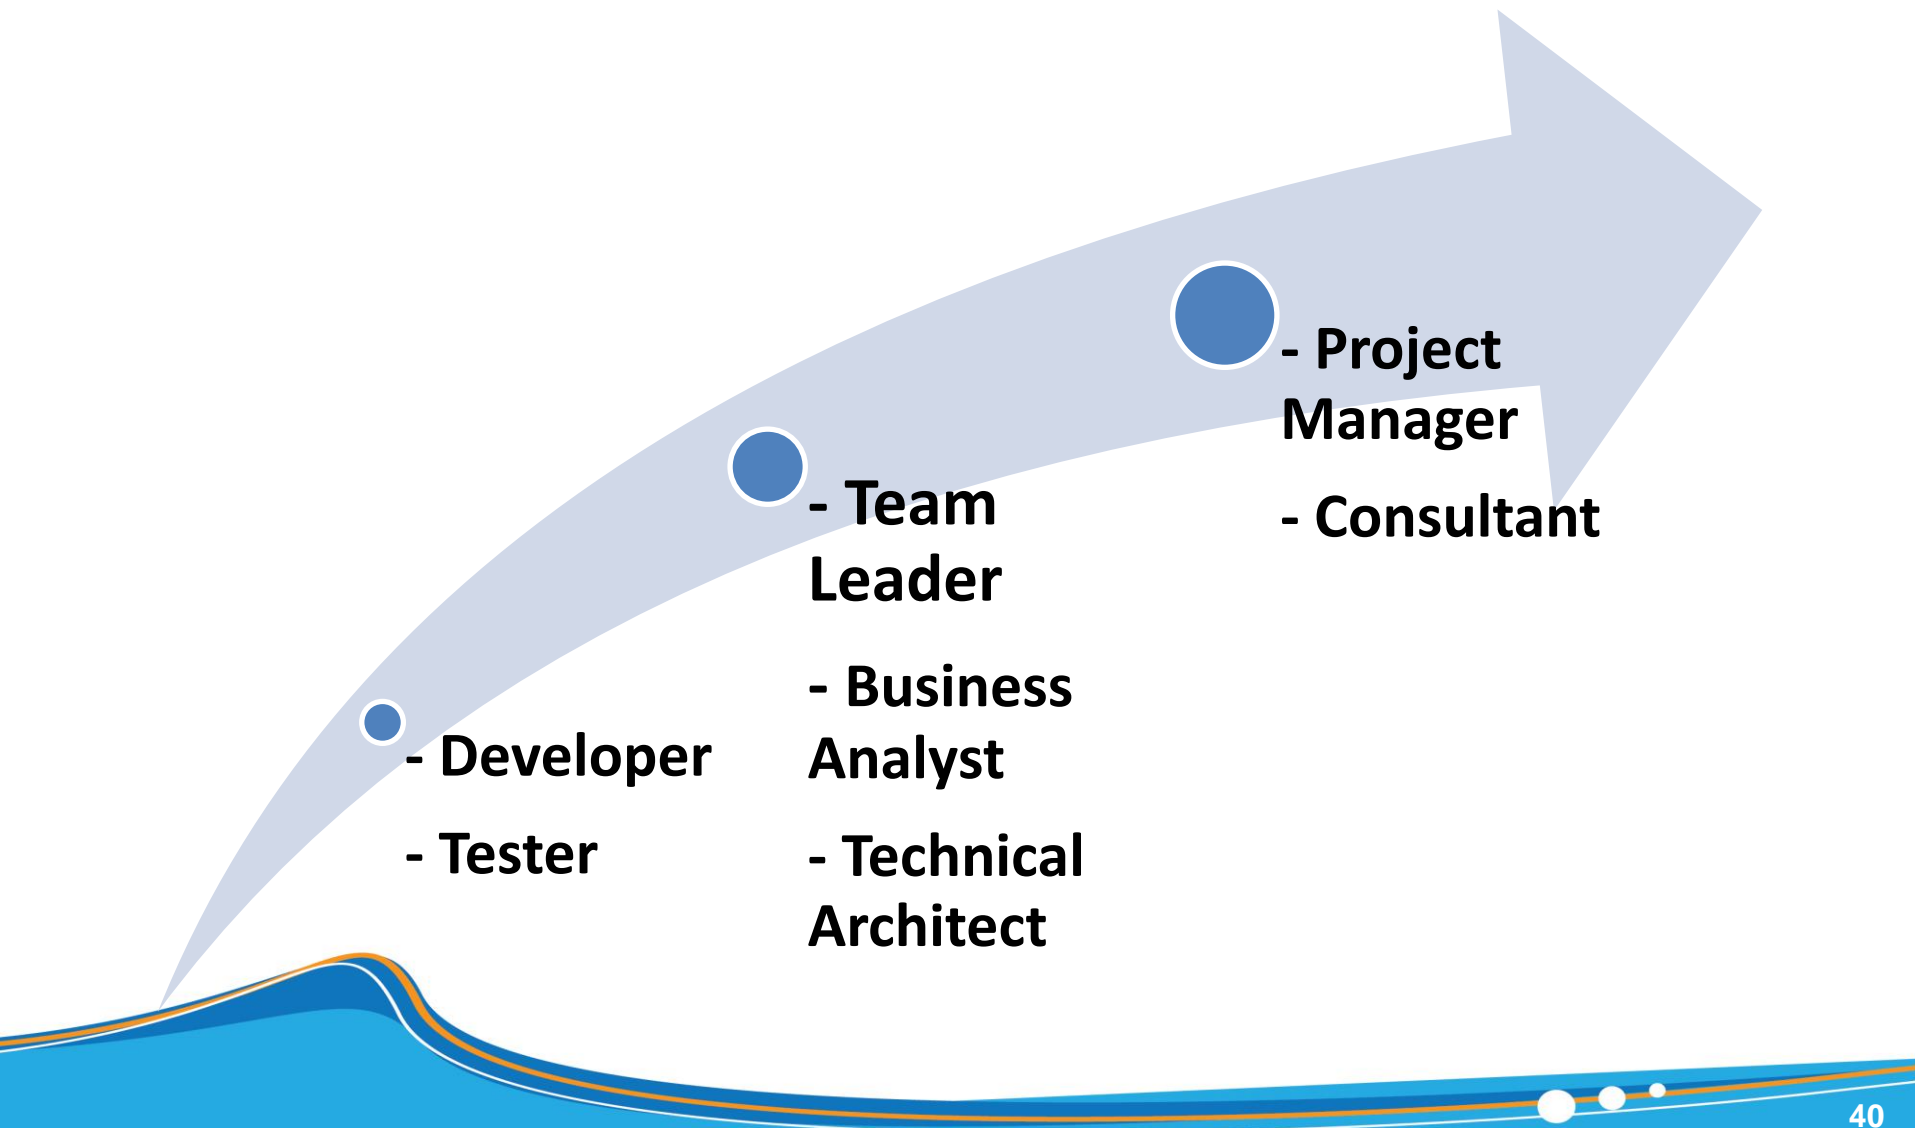 - Developer
- Tester
- Team
Leader
- Business
Analyst
- Technical
Architect
- Project
Manager
- Consultant
40